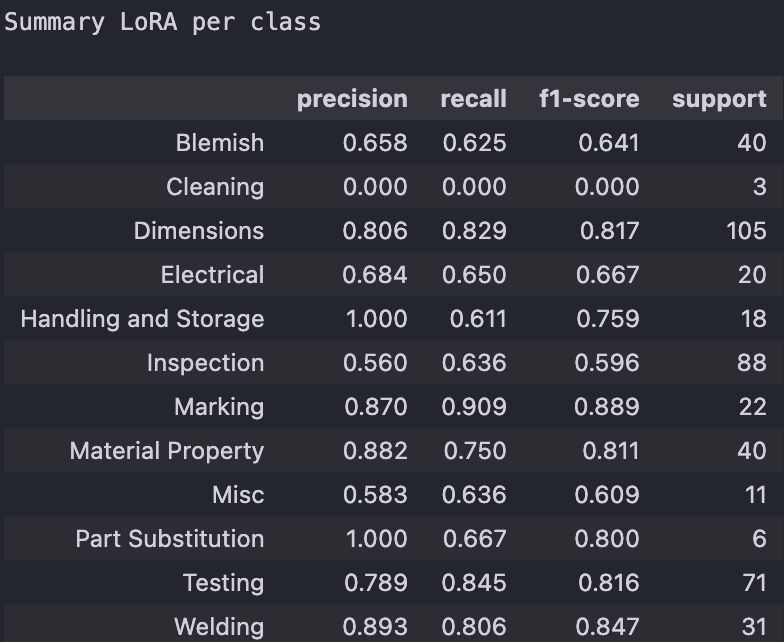 Summary LoRA per class
precision recall f1-score support
Blemish 0.658 0.625 0.641 40
Cleaning 0.000 0.000 0.000 3
Dimensions 0.806 0.829 0.817 105
Electrical 0.684 0.650 0.667 20
Handling and Storage 1.000 0.611 0.759 18
Inspection 0.560 0.636 0.596 88
Marking 0.870 0.909 0.889 22
Material Property 0.882 0.750 0.811 40
Misc 0.583 0.636 0.609 11
Part Substitution 1.000 0.667 0.800 6
Testing 0.789 0.845 0.816 71
Welding 0.893 0.806 0.847 31